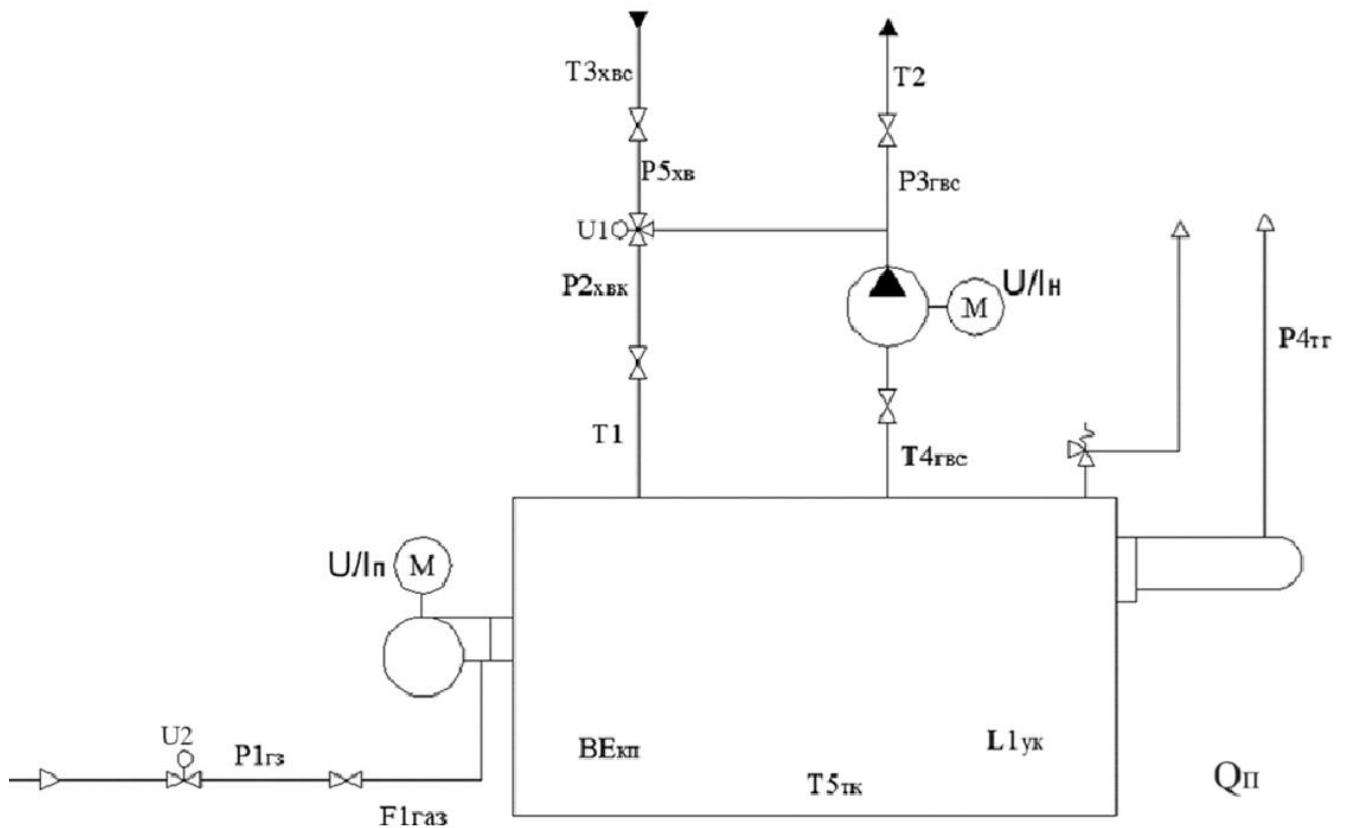 T3хвс
T2
P5хв
P3гвс
U1
P2хвк
M
U/Iн
P4тг
T1
T4гвс
U/Iп
M
U2
P1гз
BEкп
L1ук
T5тк
QП
F1газ